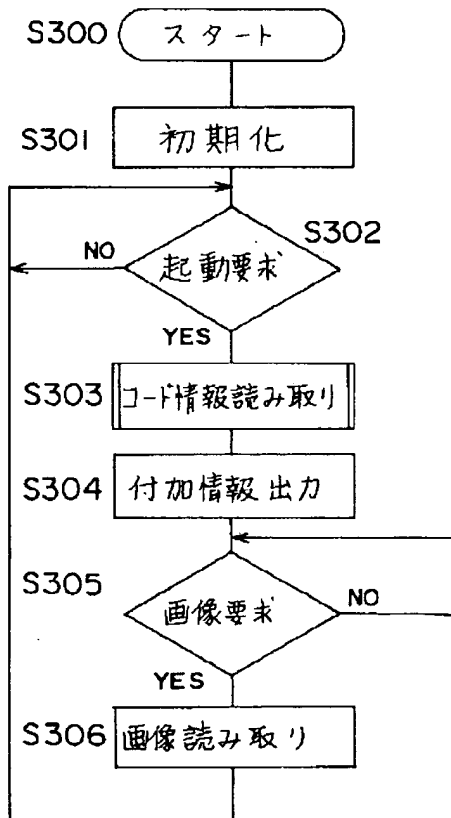 S300 スタート
S301 初期化
S302
NO 起動要求
YES
S303 コード情報読み取り
S304 付加情報出力
S305
画像要求 NO
YES
S306 画像読み取り